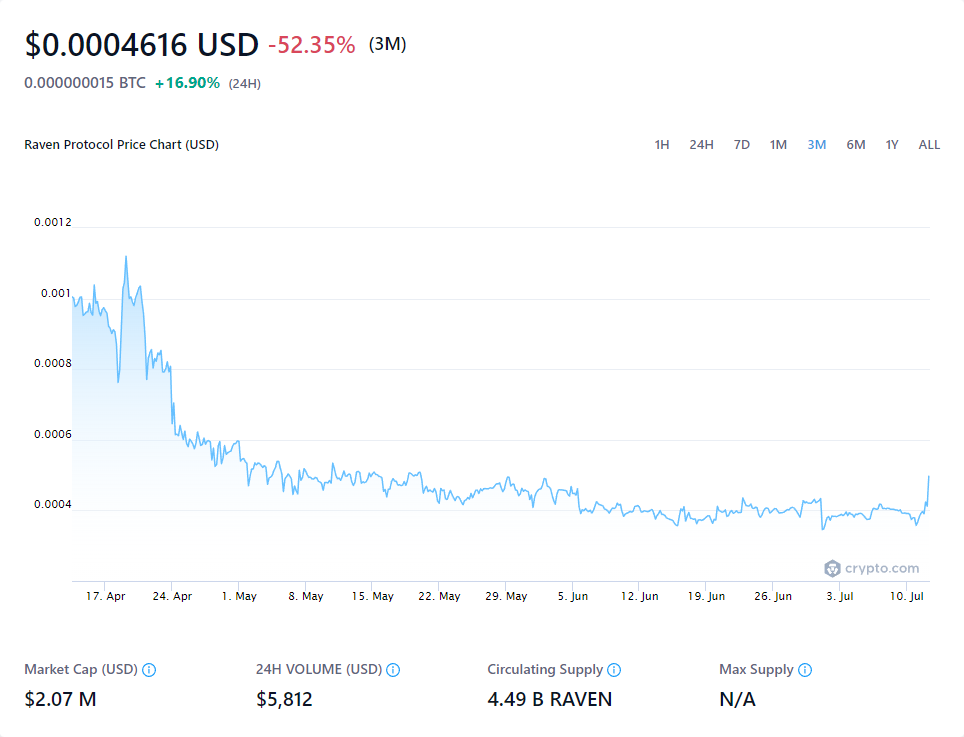 $0.0004616 USD -52.35% (3M)
0.000000015 BTC +16.90% (24H)
Raven Protocol Price Chart (USD)
1H 24H 7D 1M 3M 6M 1Y ALL
0.0012
0.001
0.0008
0.0006
0.0004
crypto.com
17. Apr 24. Apr 1. May 8. May 15. May 22. May 29. May 5. Jun 12. Jun 19. Jun 26. Jun 3. Jul 10. Jul
Market Cap (USD) 24H VOLUME (USD) Circulating Supply Max Supply
$2.07 M $5,812 4.49 B RAVEN N/A